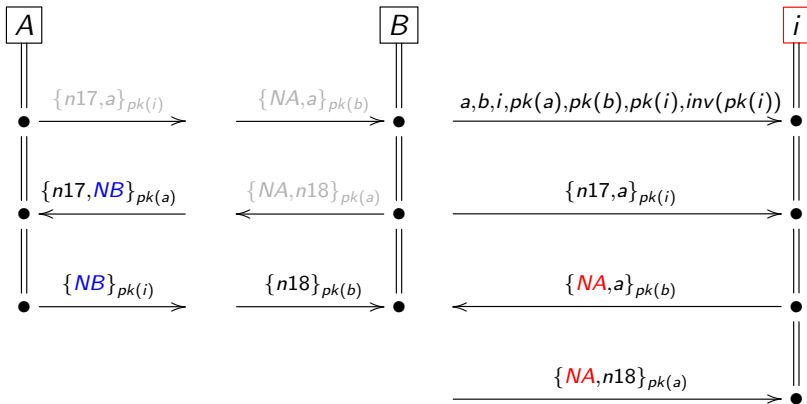 A B i
{n17,a}pk(i) {NA,a}pk(b) a,b,i,pk(a),pk(b),pk(i),inv(pk(i))
{n17,NB}pk(a) {NA,n18}pk(a) {n17,a}pk(i)
{NB}pk(i) {n18}pk(b) {NA,a}pk(b)
{NA,n18}pk(a)